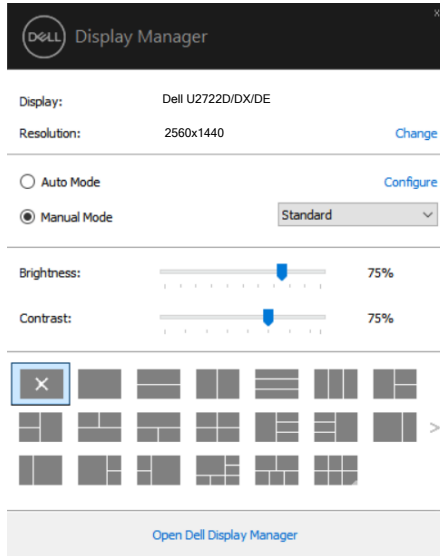 x
DELL Display Manager
Display: Dell U2722D/DX/DE
Resolution: 2560x1440 Change
Auto Mode Configure
Manual Mode Standard
Brightness: 75%
Contrast: 75%
>
Open Dell Display Manager